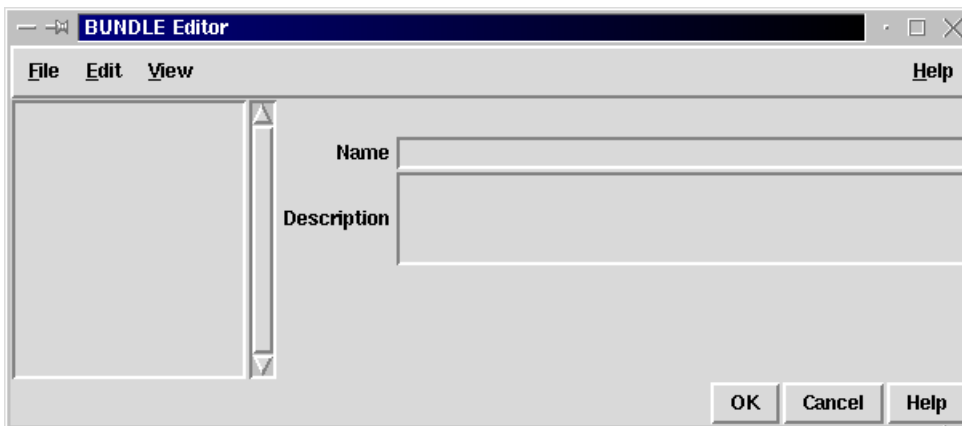 BUNDLE Editor
File Edit View Help
Name
Description
OK Cancel Help